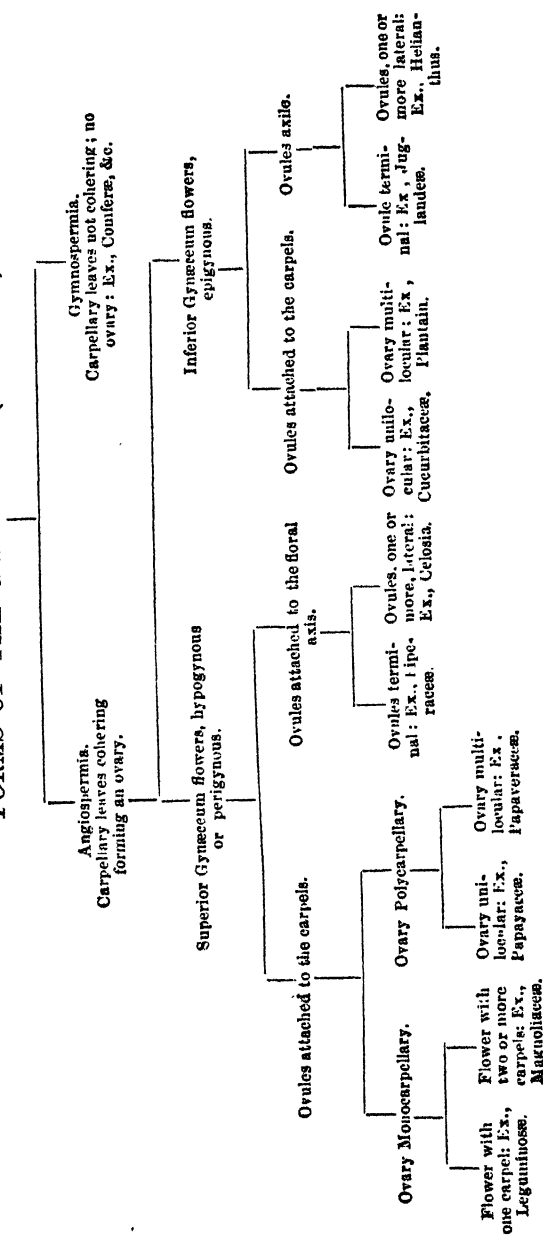 FORMS OF THE
Angiospermia.
Carpellary leaves cohering
forming an ovary.
Gymnospermia.
Carpellary leaves not cohering; no
ovary: Ex., Coniferæ, &c.
Superior Gynæceum flowers, hypogynous
or perigynous.
Inferior Gynæceum flowers,
epigynous.
Ovules attached to the carpels.
Ovules attached to the floral
axis.
Ovules attached to the carpels.
Ovules axile.
Ovary Monocarpellary.
Ovary Polycarpellary.
Ovules termi-
nal: Ex., Pipe-
raceæ.
Ovules, one or
more, lateral:
Ex., Celosia.
Ovary unilo-
cular: Ex.,
Cucurbitaceæ.
Ovary multi-
locular: Ex.,
Plantain.
Ovule termi-
nal: Ex., Jug-
landeæ.
Ovules, one or
more lateral:
Ex., Helian-
thus.
Flower with
one carpel: Ex.,
Leguminosæ.
Flower with
two or more
carpels: Ex.,
Magnoliaceæ.
Ovary uni-
locular: Ex.,
Papayaceæ.
Ovary multi-
locular: Ex.,
Papaveraceæ.